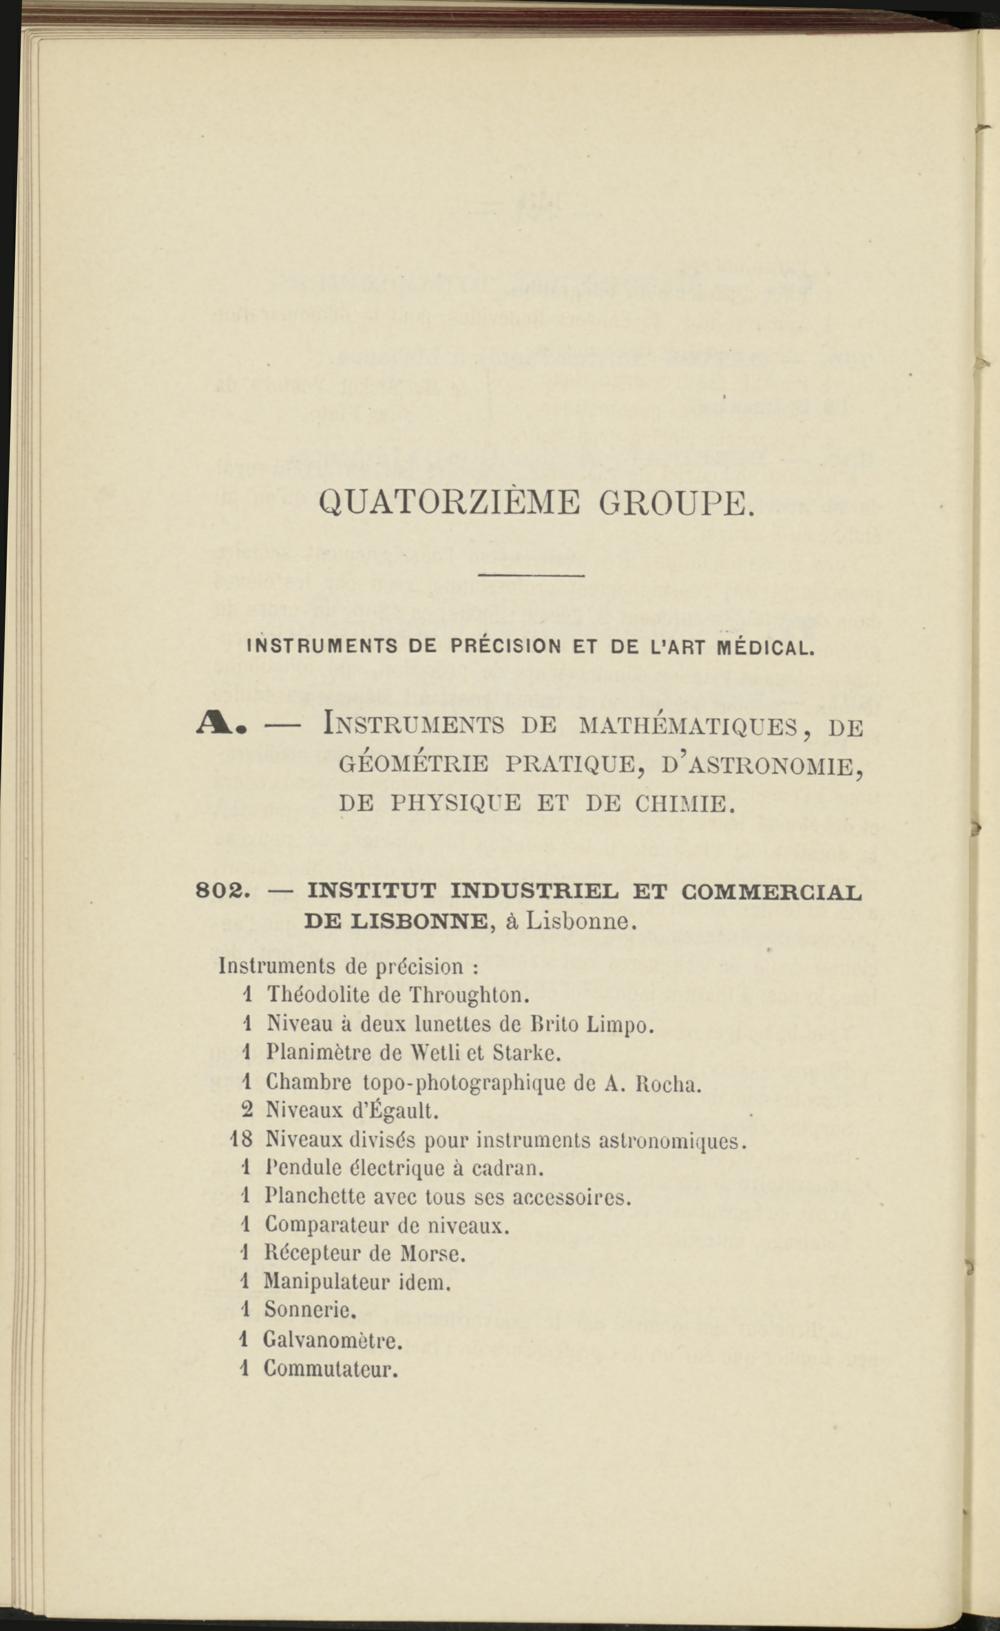 QUATORZIÈME GROUPE.
INSTRUMENTS DE PRÉCISION ET DE L'ART MÉDICAL.
A. — INSTRUMENTS DE MATHÉMATIQUES, DE
GÉOMÉTRIE PRATIQUE, D'ASTRONOMIE,
DE PHYSIQUE ET DE CHIMIE.
802. — INSTITUT INDUSTRIEL ET COMMERCIAL
DE LISBONNE, à Lisbonne.
Instruments de précision :
1 Théodolite de Throughton.
1 Niveau à deux lunettes de Brito Limpo.
1 Planimètre de Wetli et Starke.
1 Chambre topo-photographique de A. Rocha.
2 Niveaux d'Égault.
18 Niveaux divisés pour instruments astronomiques.
1 Pendule électrique à cadran.
1 Planchette avec tous ses accessoires.
1 Comparateur de niveaux.
1 Récepteur de Morse.
1 Manipulateur idem.
1 Sonnerie.
1 Galvanomètre.
1 Commutateur.